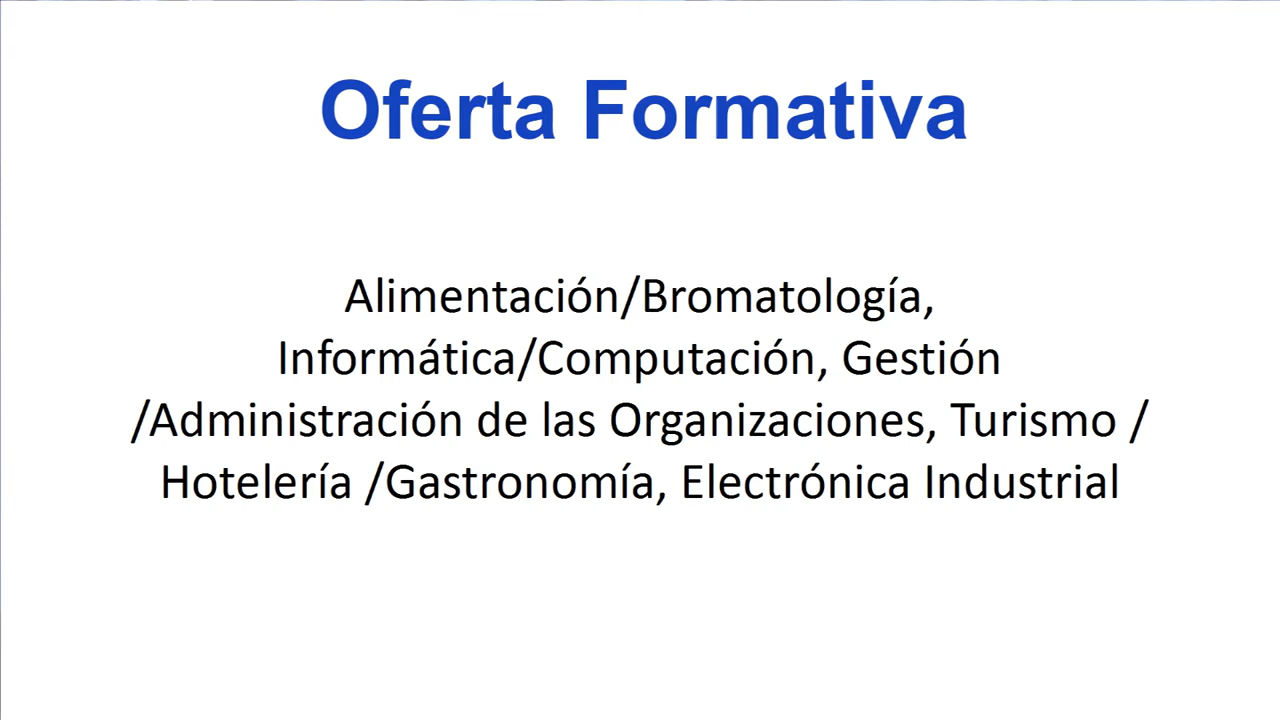 Oferta Formativa
Alimentación/Bromatología,
Informática/Computación, Gestión
/Administración de las Organizaciones, Turismo /
Hotelería /Gastronomía, Electrónica Industrial